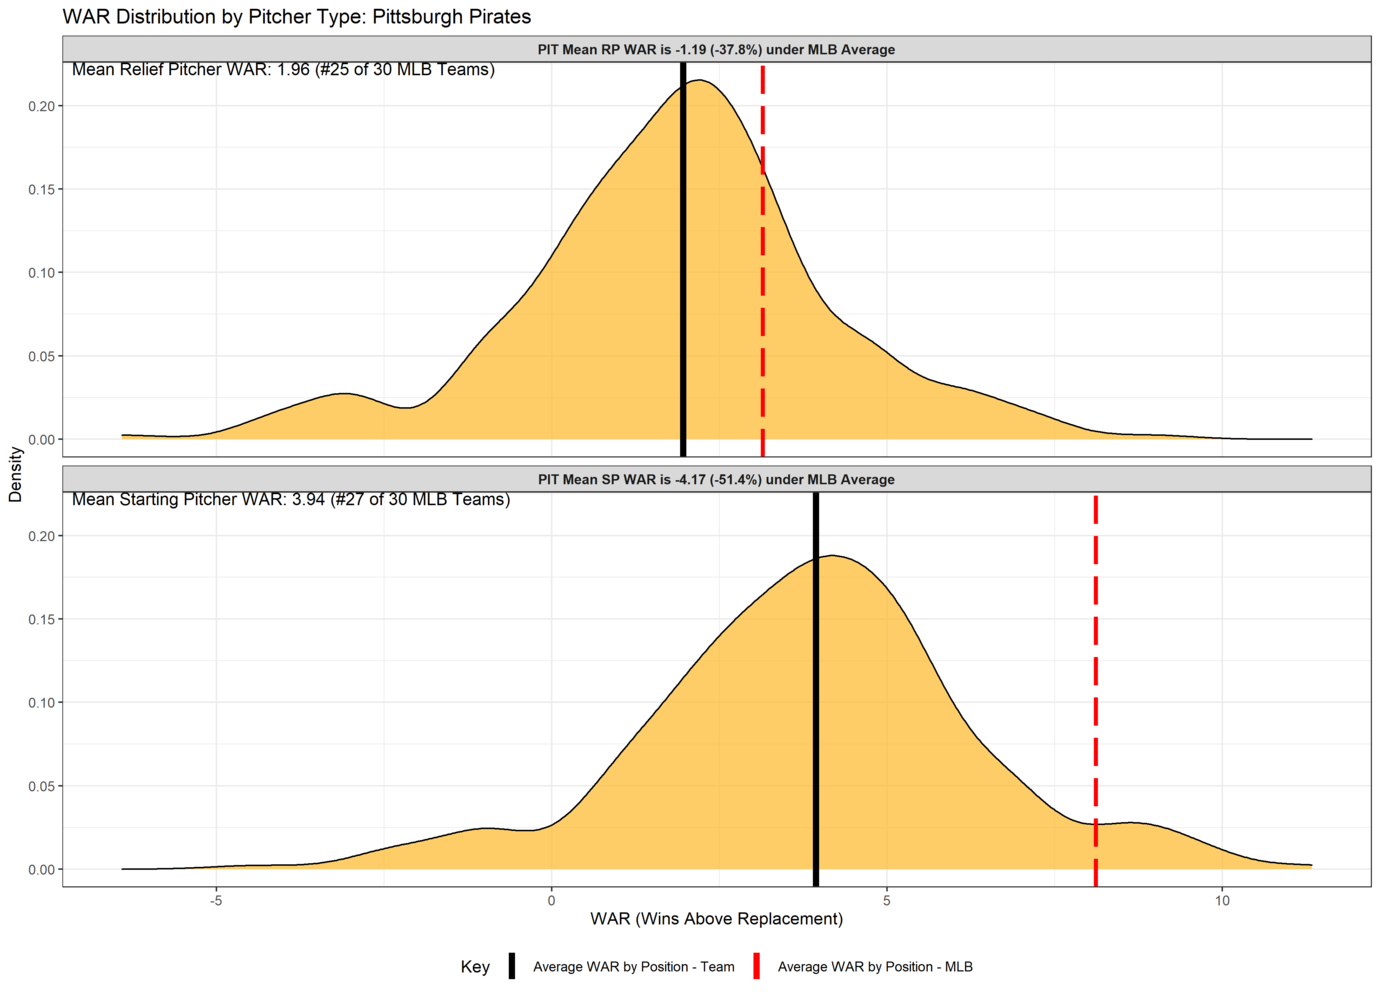 WAR Distribution by Pitcher Type: Pittsburgh Pirates
PIT Mean RP WAR is -1.19 (-37.8%) under MLB Average
Mean Relief Pitcher WAR: 1.96 (#25 of 30 MLB Teams)
0.20
0.15
0.10
0.05
0.00
Density
PIT Mean SP WAR is -4.17 (-51.4%) under MLB Average
Mean Starting Pitcher WAR: 3.94 (#27 of 30 MLB Teams)
0.20
0.15
0.10
0.05
0.00
-5 0 5 10
WAR (Wins Above Replacement)
Key Average WAR by Position - Team Average WAR by Position - MLB